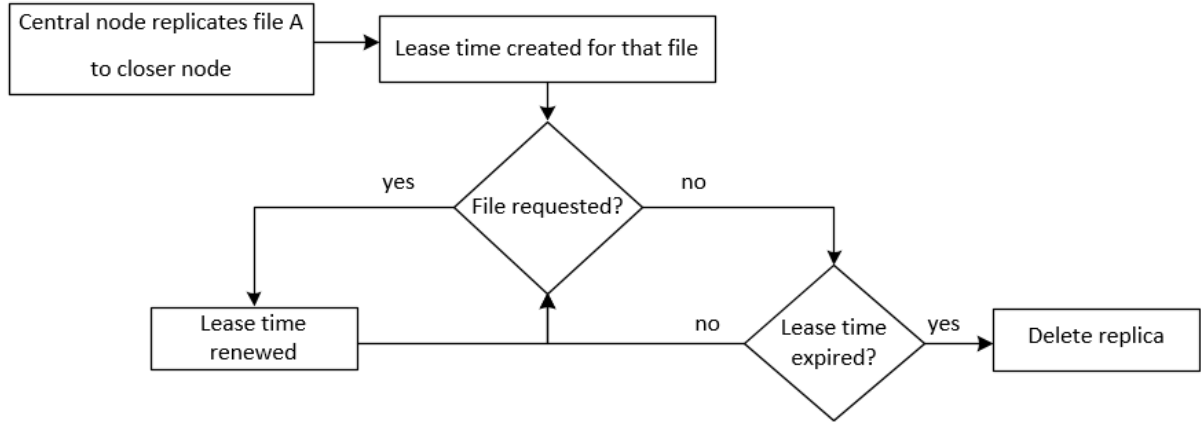 Central node replicates file A
to closer node
Lease time created for that file
yes
File requested?
no
Lease time
renewed
no
Lease time
expired?
yes
Delete replica